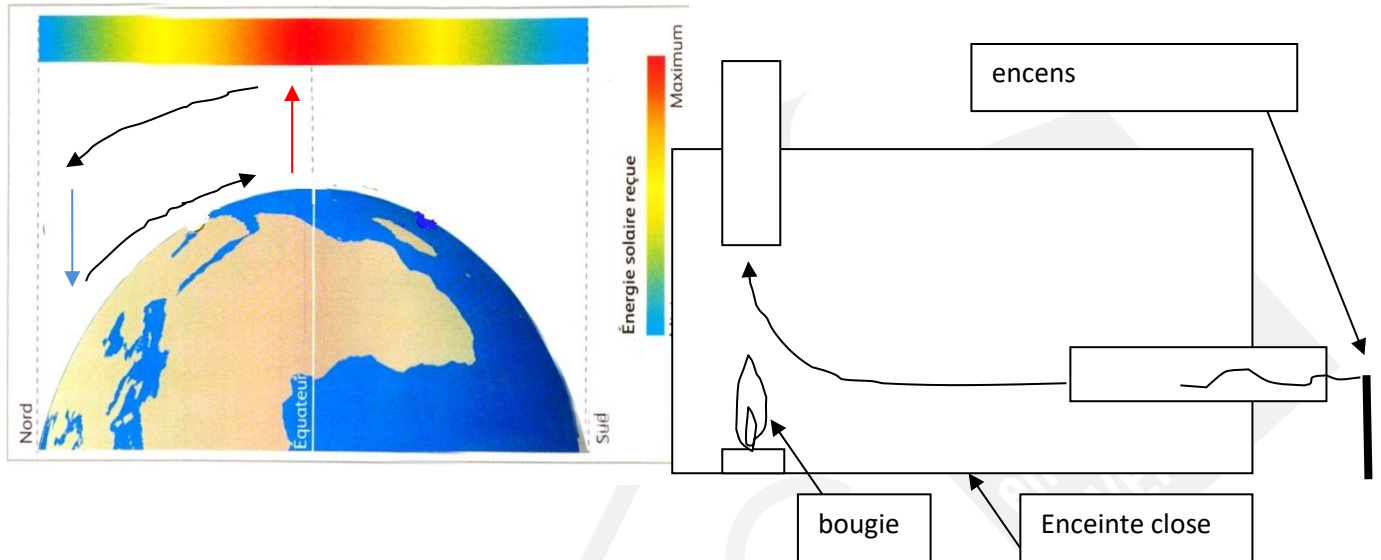 Nord
Équateur
Sud
Énergie solaire reçue
Maximum
encens
bougie
Enceinte close